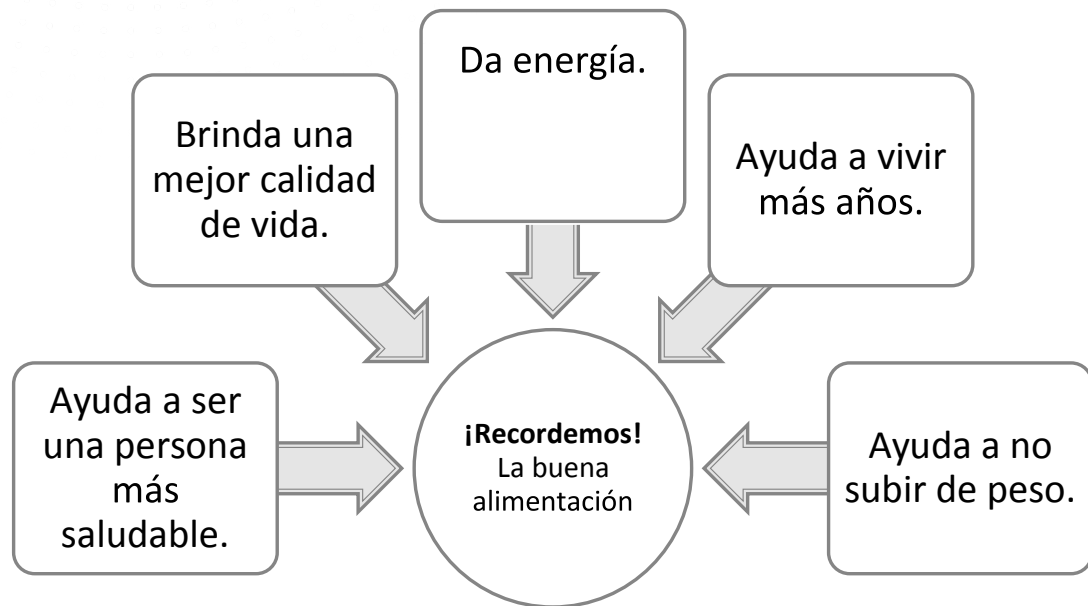 Da energía.
Brinda una
mejor calidad
de vida.
Ayuda a vivir
más años.
Ayuda a ser
una persona
más
saludable.
¡Recordemos!
La buena
alimentación
Ayuda a no
subir de peso.